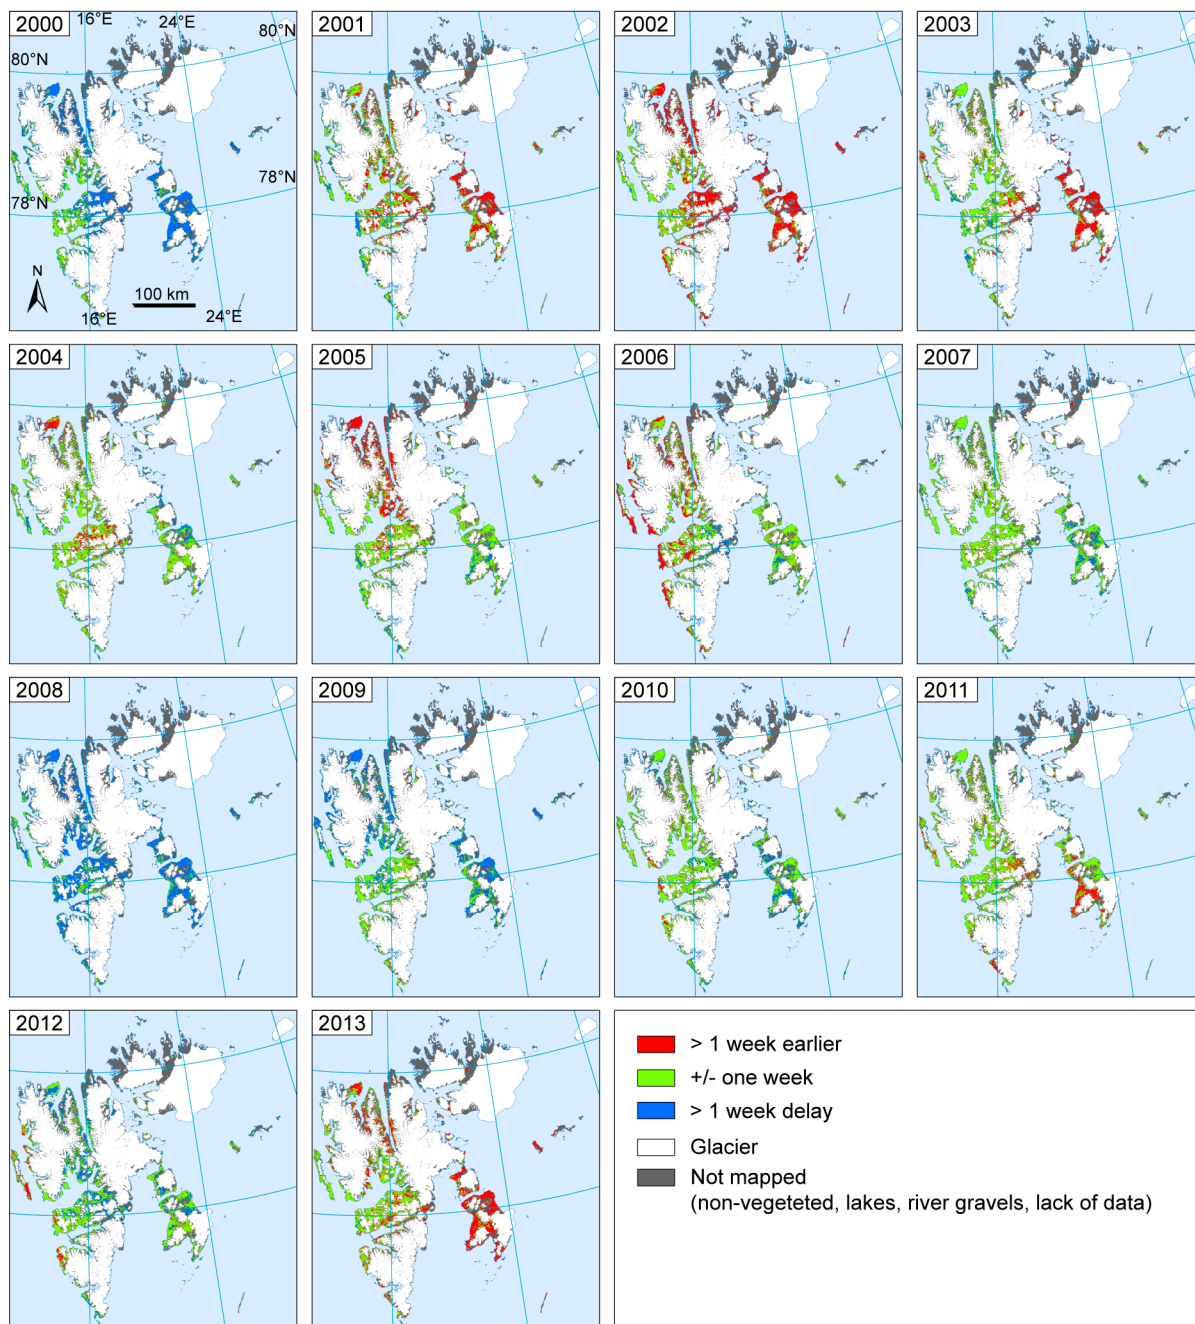 2000
16°E
24°E
80°N
80°N
78°N
78°N
N
100 km
16°E
24°E
2001
2002
2003
2004
2005
2006
2007
2008
2009
2010
2011
2012
2013
> 1 week earlier
+/- one week
> 1 week delay
Glacier
Not mapped
(non-vegeteted, lakes, river gravels, lack of data)